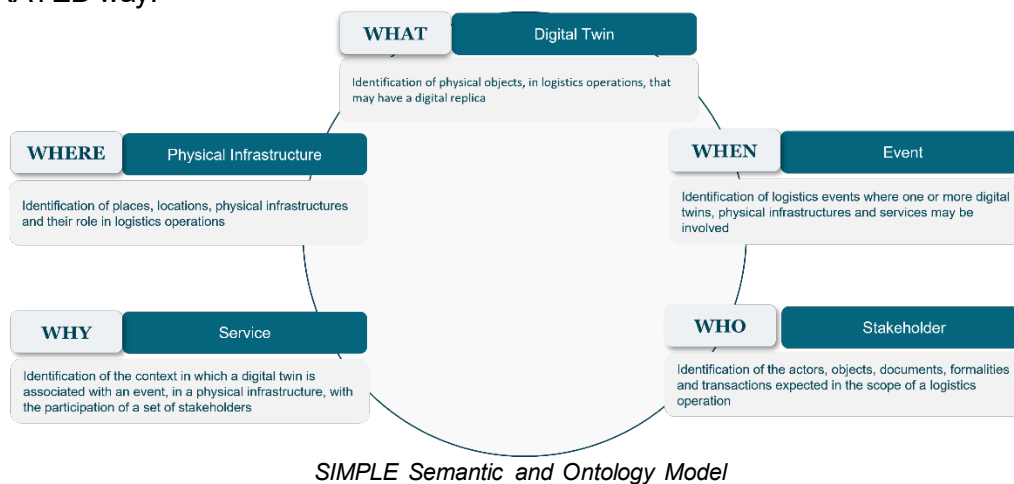 WHAT Digital Twin
Identification of physical objects, in logistics operations, that
may have a digital replica
WHERE Physical Infrastructure
Identification of places, locations, physical infrastructures
and their role in logistics operations
WHEN Event
Identification of logistics events where one or more digital
twins, physical infrastructures and services may be
involved
WHY Service
Identification of the context in which a digital twin is
associated with an event, in a physical infrastructure, with
the participation of a set of stakeholders
WHO Stakeholder
Identification of the actors, objects, documents, formalities
and transactions expected in the scope of a logistics
operation
SIMPLE Semantic and Ontology Model